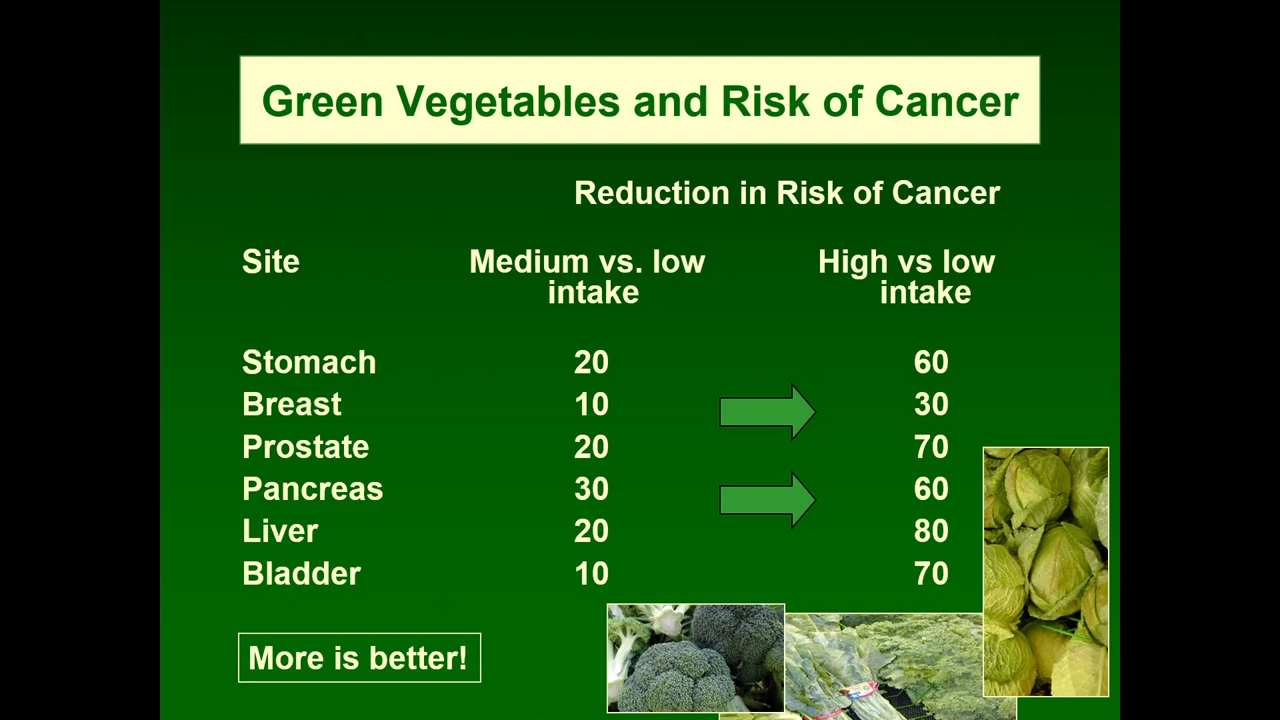 Green Vegetables and Risk of Cancer
Reduction in Risk of Cancer
Site Medium vs. low intake High vs low intake
Stomach 20 60
Breast 10 30
Prostate 20 70
Pancreas 30 60
Liver 20 80
Bladder 10 70
More is better!